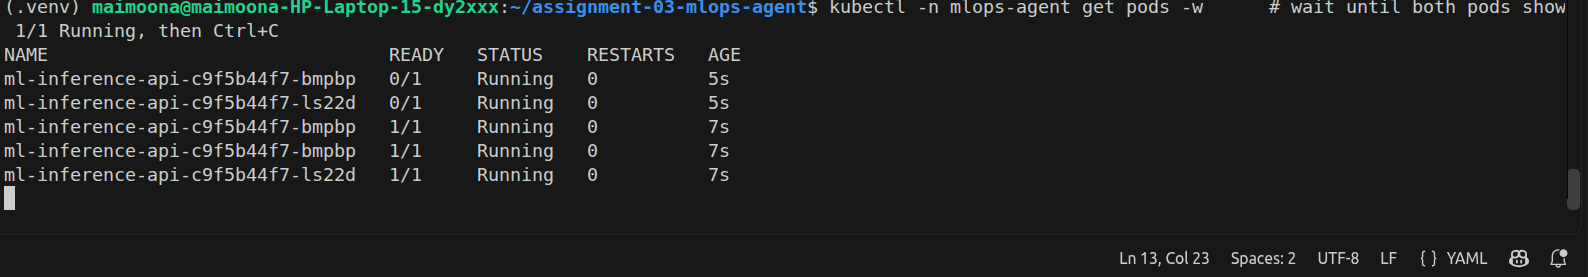 (.venv) maimoona@maimoona-HP-Laptop-15-dy2xxx:~/assignment-03-mlops-agent$ kubectl -n mlops-agent get pods -w      # wait until both pods show
 1/1 Running, then Ctrl+C
NAME                               READY   STATUS    RESTARTS   AGE
ml-inference-api-c9f5b44f7-bmpbp   0/1     Running   0          5s
ml-inference-api-c9f5b44f7-ls22d   0/1     Running   0          5s
ml-inference-api-c9f5b44f7-bmpbp   1/1     Running   0          7s
ml-inference-api-c9f5b44f7-bmpbp   1/1     Running   0          7s
ml-inference-api-c9f5b44f7-ls22d   1/1     Running   0          7s
Ln 13, Col 23   Spaces: 2   UTF-8   LF   {} YAML